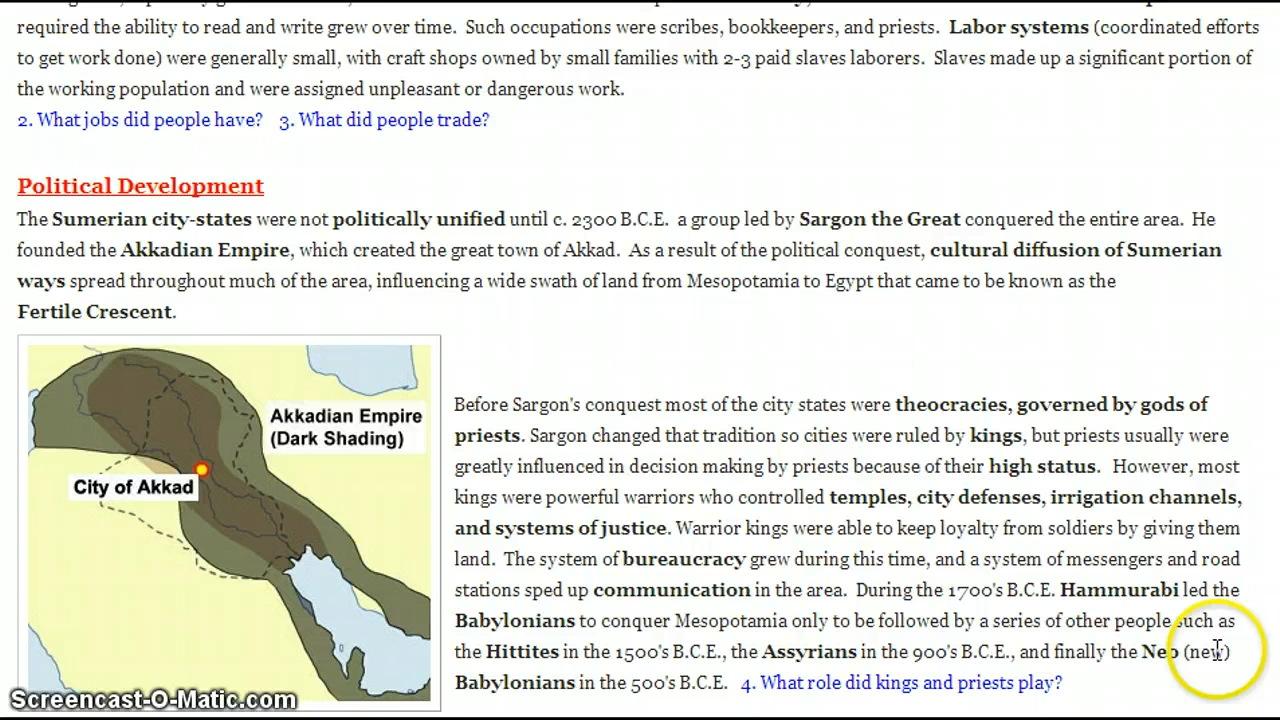 required the ability to read and write grew over time. Such occupations were scribes, bookkeepers, and priests. Labor systems (coordinated efforts
to get work done) were generally small, with craft shops owned by small families with 2-3 paid slaves laborers. Slaves made up a significant portion of
the working population and were assigned unpleasant or dangerous work.
2. What jobs did people have? 3. What did people trade?
Political Development
The Sumerian city-states were not politically unified until c. 2300 B.C.E. a group led by Sargon the Great conquered the entire area. He
founded the Akkadian Empire, which created the great town of Akkad. As a result of the political conquest, cultural diffusion of Sumerian
ways spread throughout much of the area, influencing a wide swath of land from Mesopotamia to Egypt that came to be known as the
Fertile Crescent.
Akkadian Empire
(Dark Shading)
City of Akkad
Before Sargon's conquest most of the city states were theocracies, governed by gods of
priests. Sargon changed that tradition so cities were ruled by kings, but priests usually were
greatly influenced in decision making by priests because of their high status. However, most
kings were powerful warriors who controlled temples, city defenses, irrigation channels,
and systems of justice. Warrior kings were able to keep loyalty from soldiers by giving them
land. The system of bureaucracy grew during this time, and a system of messengers and road
stations sped up communication in the area. During the 1700's B.C.E. Hammurabi led the
Babylonians to conquer Mesopotamia only to be followed by a series of other people such as
the Hittites in the 1500's B.C.E., the Assyrians in the 900's B.C.E., and finally the Neo (new)
Babylonians in the 500's B.C.E. 4. What role did kings and priests play?
Screencast-O-Matic.com